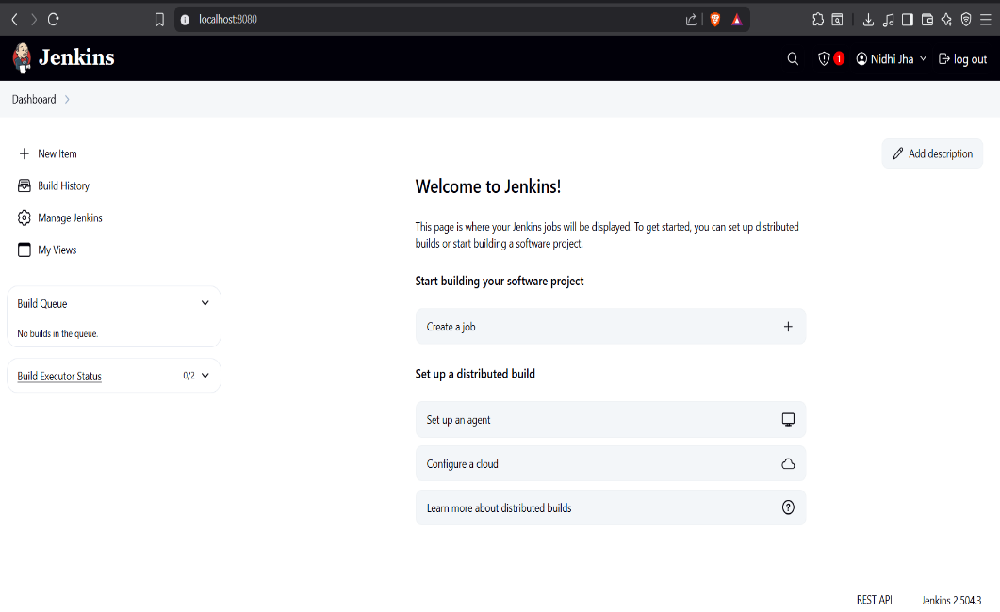 localhost:8080
Jenkins
1
Nidhi Jha
log out
Dashboard
New Item
Add description
Build History
Manage Jenkins
My Views
Build Queue
No builds in the queue.
Build Executor Status
0/2
Welcome to Jenkins!
This page is where your Jenkins jobs will be displayed. To get started, you can set up distributed
builds or start building a software project.
Start building your software project
Create a job
Set up a distributed build
Set up an agent
Configure a cloud
Learn more about distributed builds
REST API
Jenkins 2.504.3